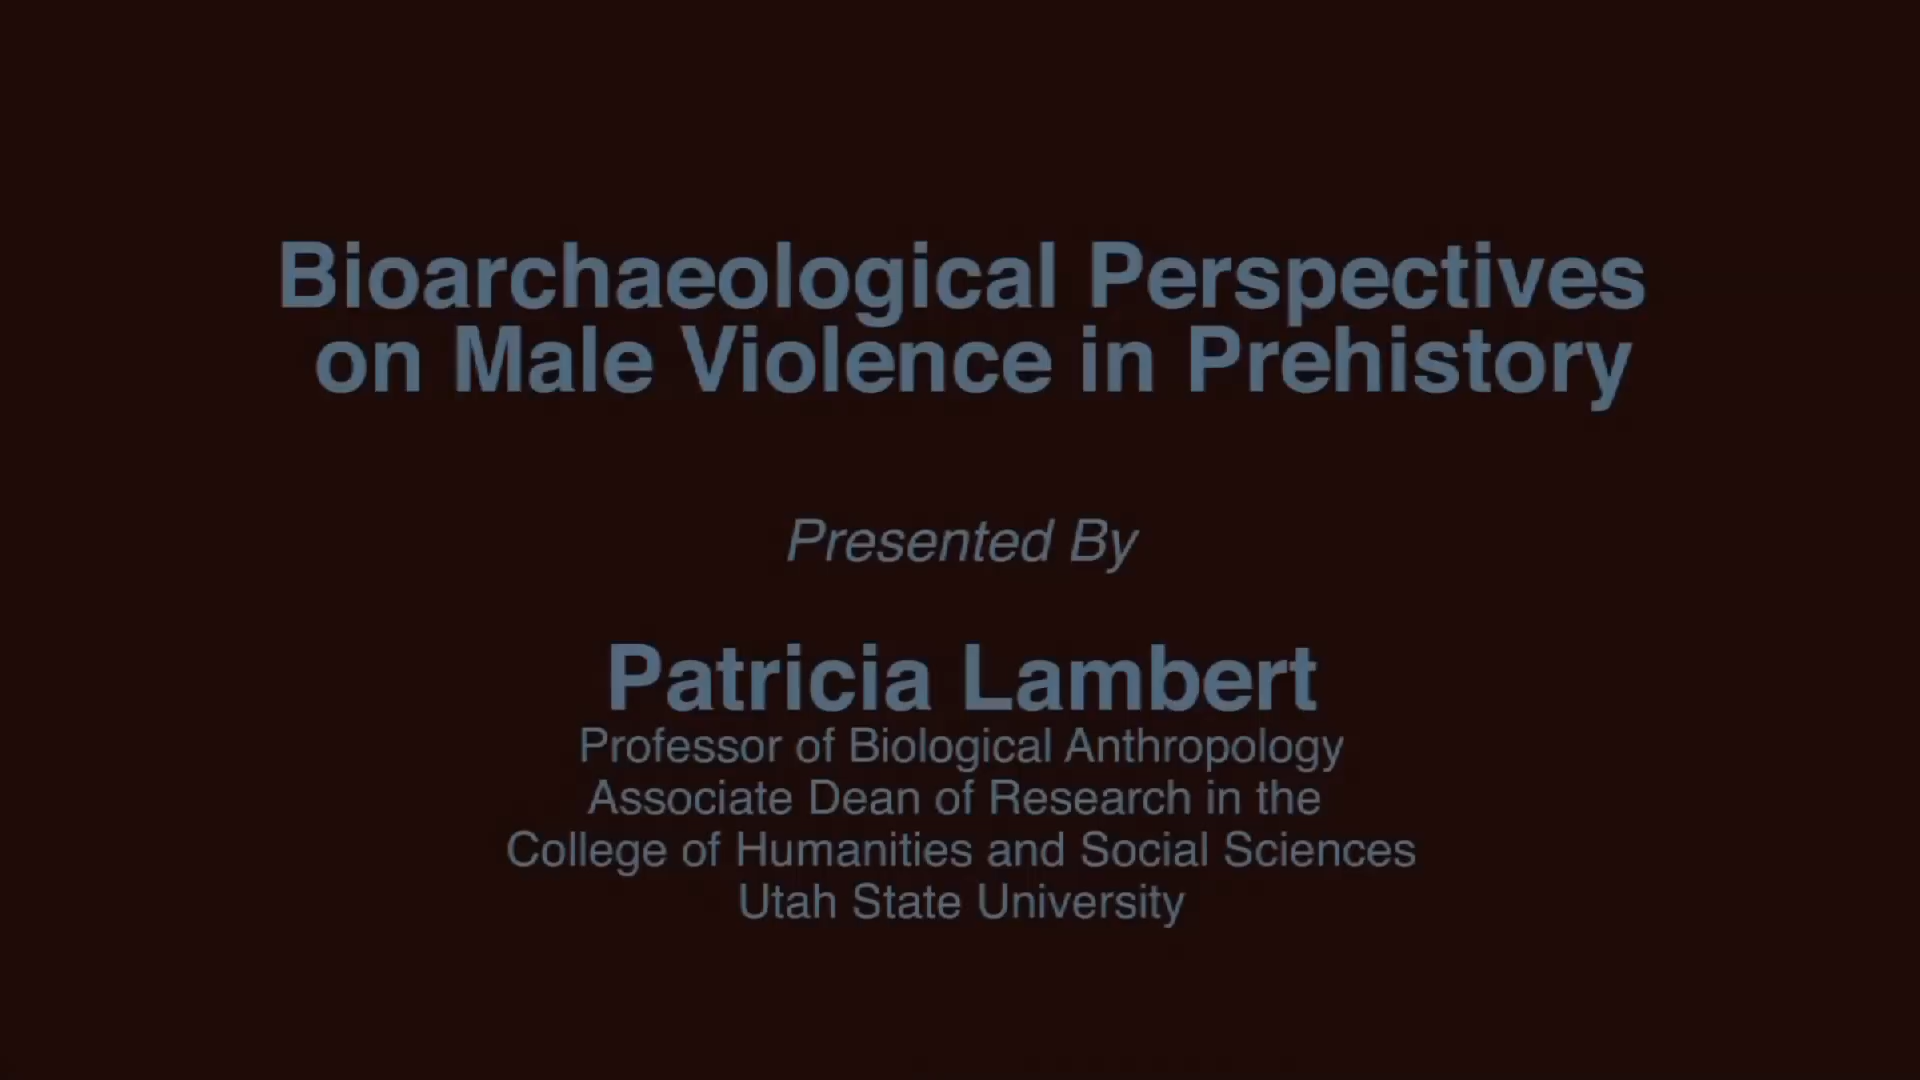 Bioarchaeological Perspectives
on Male Violence in Prehistory
Presented By
Patricia Lambert
Professor of Biological Anthropology
Associate Dean of Research in the
College of Humanities and Social Sciences
Utah State University